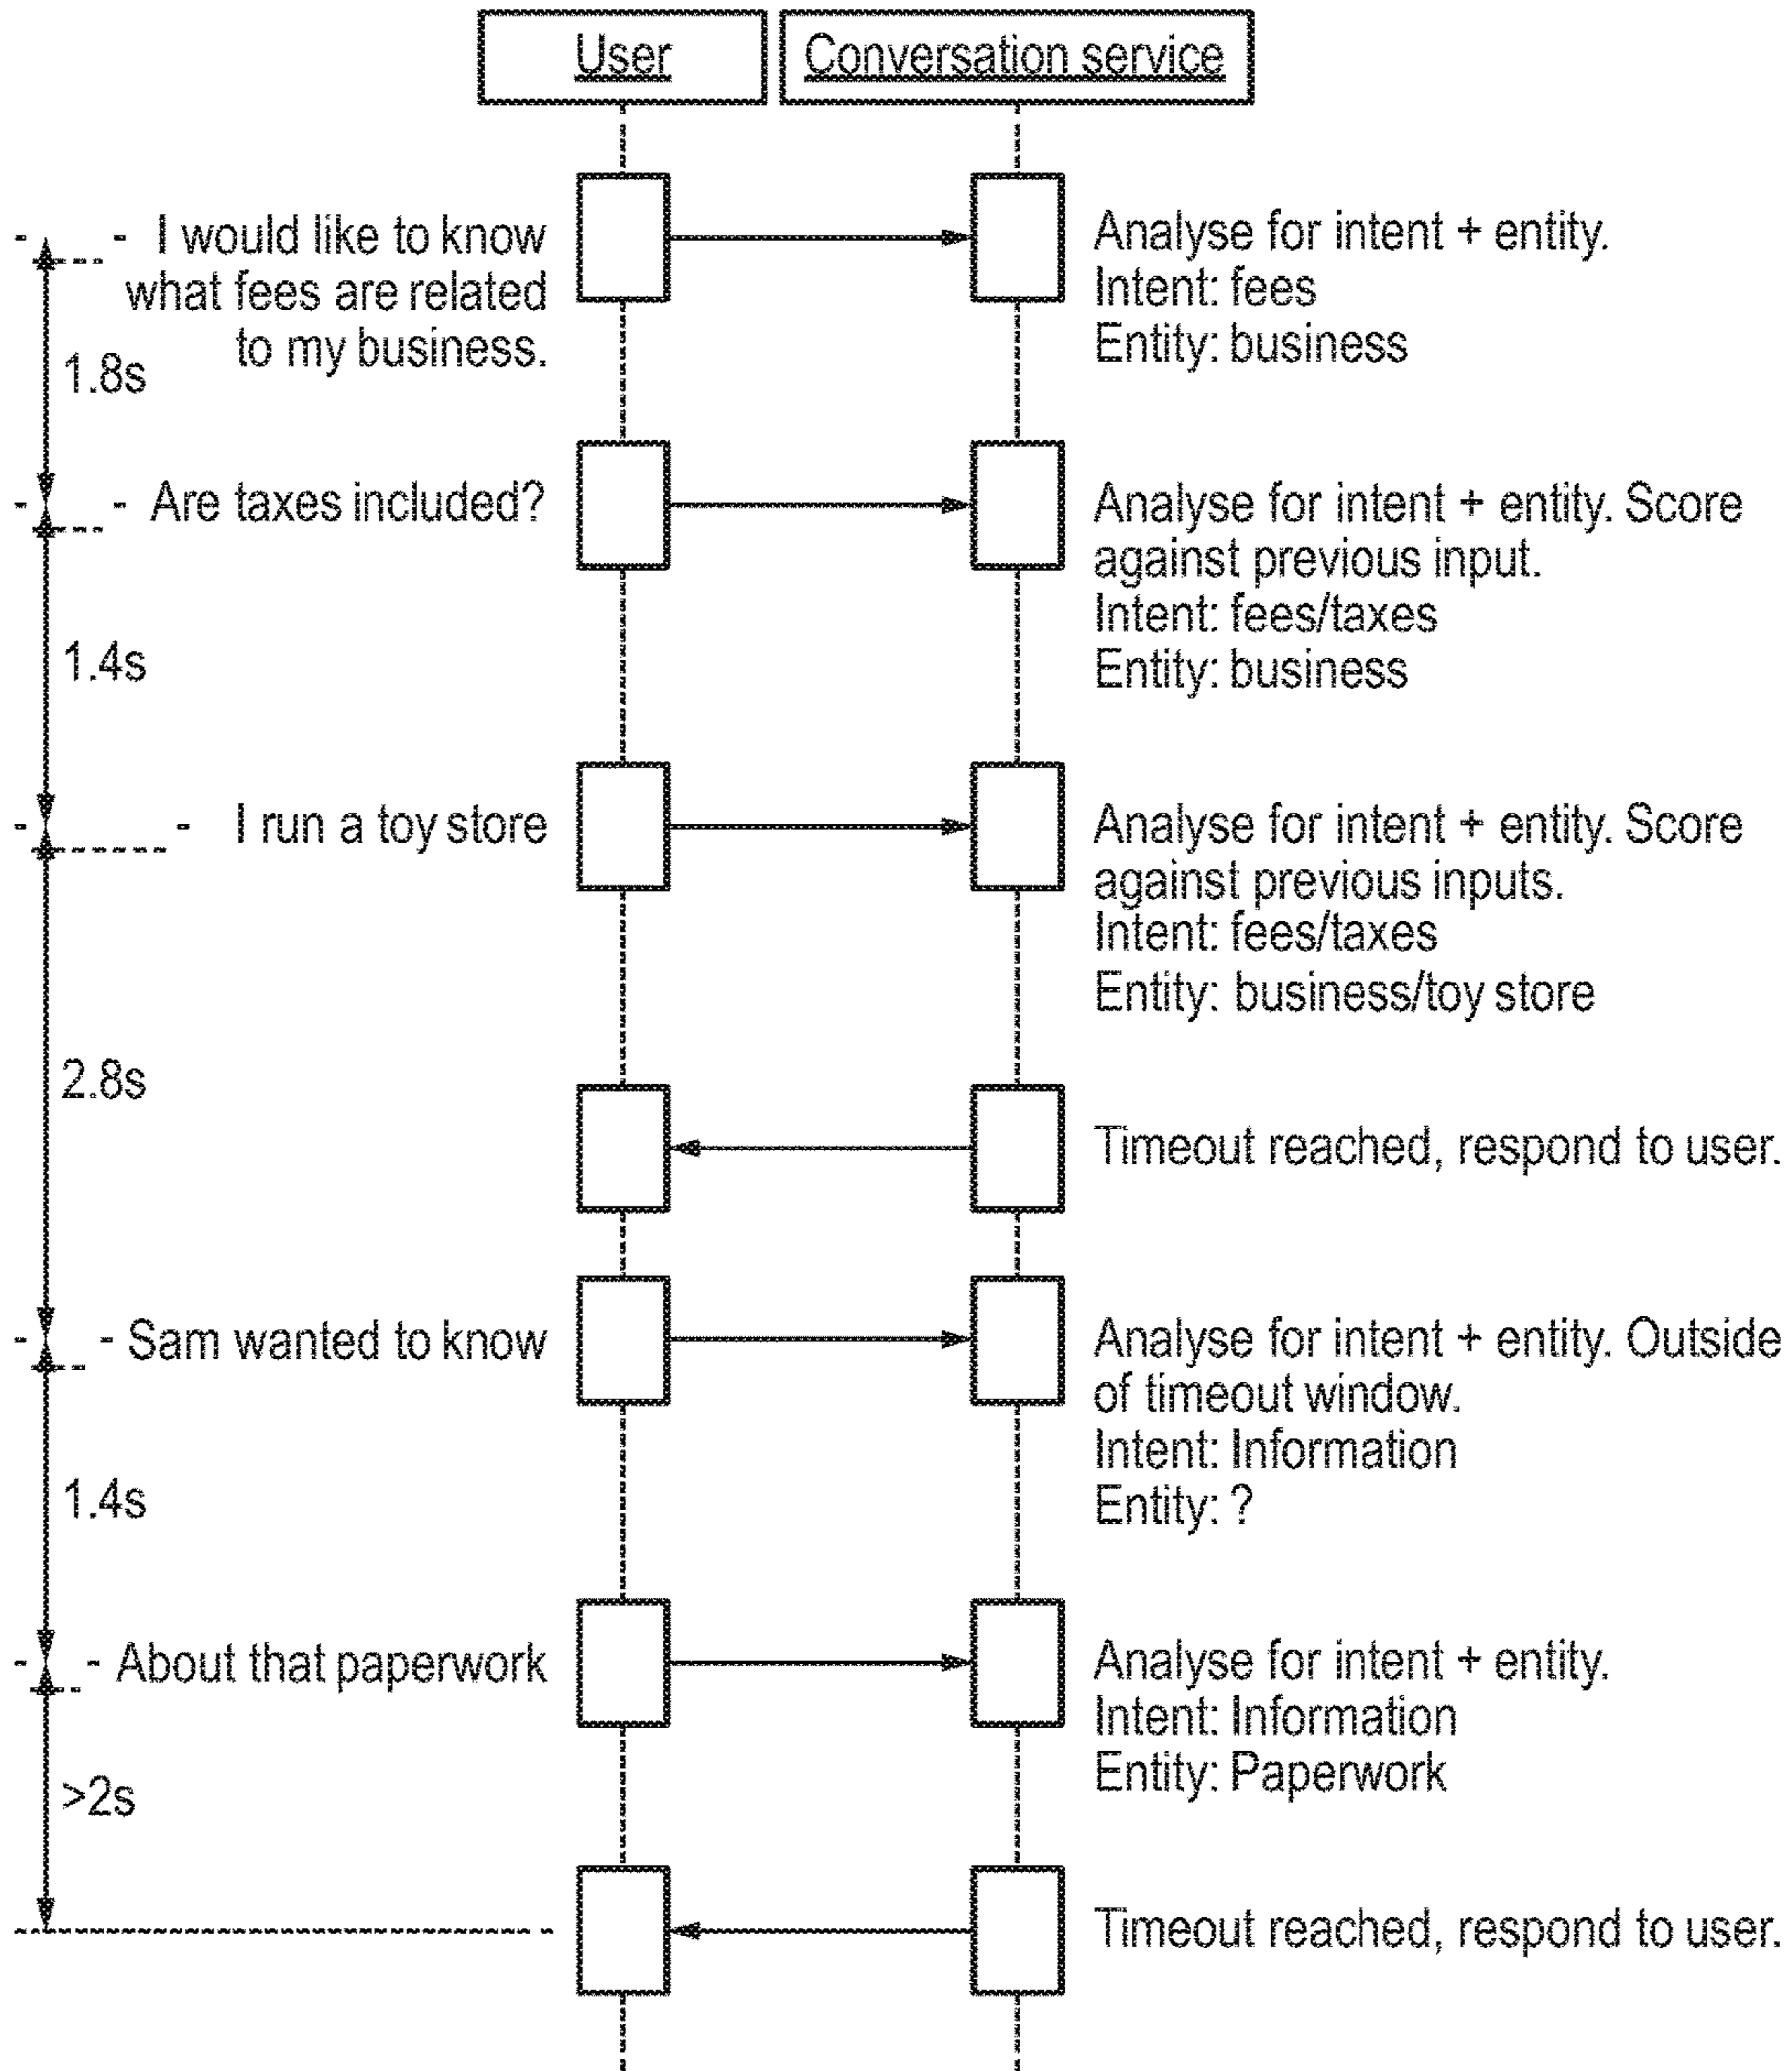 User
Conversation service
I would like to know
what fees are related
to my business.
Analyse for intent + entity.
Intent: fees
Entity: business
1.8s
Are taxes included?
Analyse for intent + entity. Score
against previous input.
Intent: fees/taxes
Entity: business
1.4s
I run a toy store
Analyse for intent + entity. Score
against previous inputs.
Intent: fees/taxes
Entity: business/toy store
2.8s
Timeout reached, respond to user.
Sam wanted to know
Analyse for intent + entity. Outside
of timeout window.
Intent: Information
Entity: ?
1.4s
About that paperwork
Analyse for intent + entity.
Intent: Information
Entity: Paperwork
>2s
Timeout reached, respond to user.